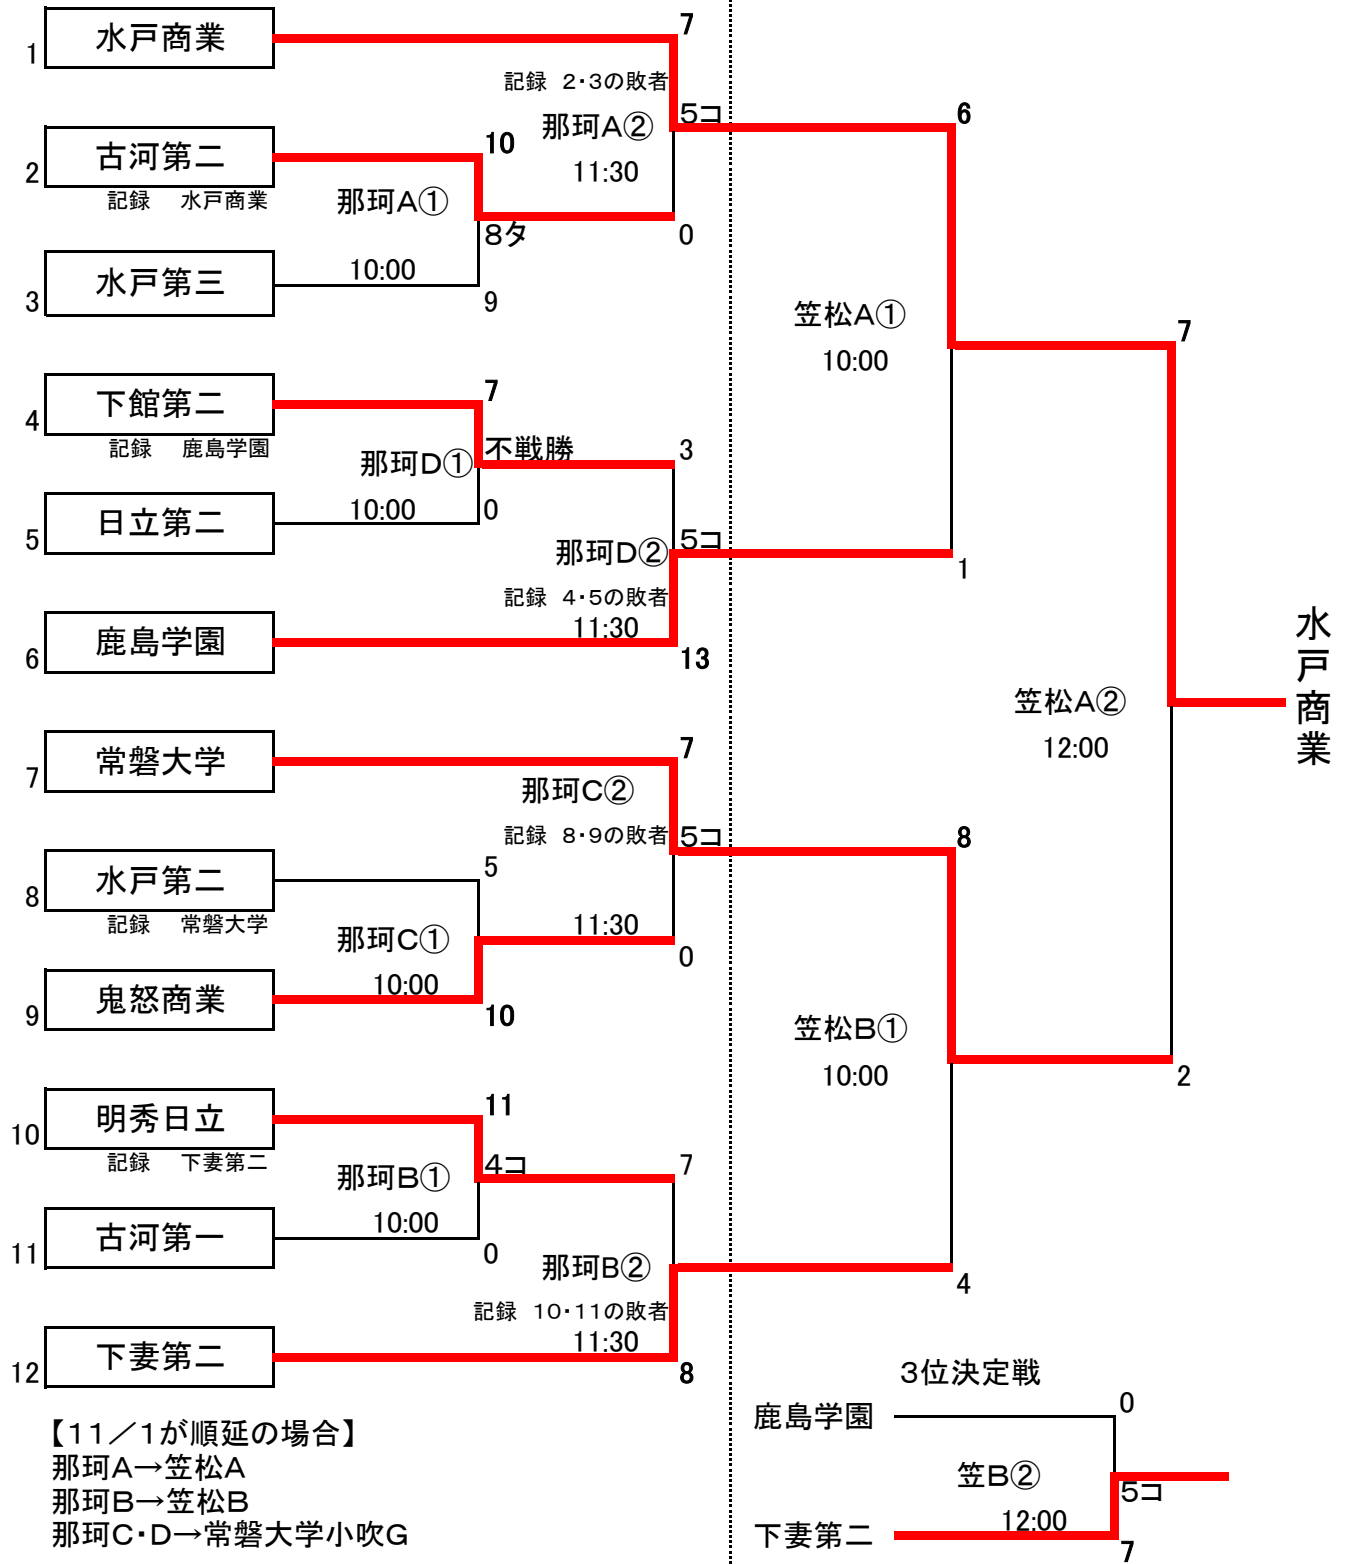 1 水戸商業
7
記録 2・3の敗者
那珂A②
11:30
5コ
0
2 古河第二
記録 水戸商業
10
那珂A①
8タ
10:00
3 水戸第三
9
4 下館第二
記録 鹿島学園
7
那珂D①
不戦勝
10:00
0
5 日立第二
3
那珂D②
5コ
記録 4・5の敗者
11:30
6 鹿島学園
13
6
笠松A①
10:00
1
7
笠松A②
12:00
2
水戸商業
7 常磐大学
7
那珂C②
記録 8・9の敗者
5コ
11:30
0
8 水戸第二
記録 常磐大学
5
那珂C①
10:00
9 鬼怒商業
10
8
笠松B①
10:00
4
10 明秀日立
記録 下妻第二
11
那珂B①
4コ
10:00
11 古河第一
0
7
那珂B②
記録 10・11の敗者
11:30
12 下妻第二
8
【11／1が順延の場合】
那珂A→笠松A
那珂B→笠松B
那珂C・D→常磐大学小吹G
3位決定戦
鹿島学園
0
笠B②
5コ
12:00
下妻第二
7